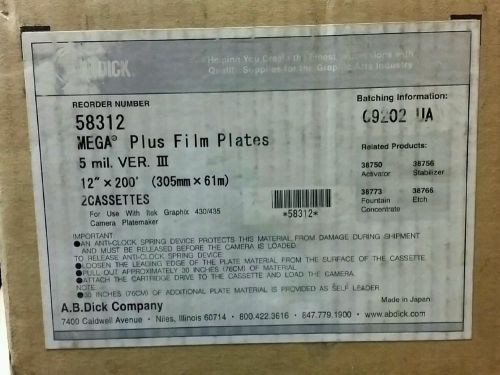 ABDICK
Helping You Create the Finest Impressions with
Quality Supplies for the Graphic Arts Industry
REORDER NUMBER
58312
MEGA® Plus Film Plates
5 mil. VER. III
12" × 200' (305mm × 61m)
2CASSETTES
For Use With Itek Graphix 430/435
Camera Platemaker
*58312*
Batching Information:
09202 UA
Related Products:
38750 38756
Activator Stabilizer
38773 38766
Fountain Etch
Concentrate
IMPORTANT:
●AN ANTI-CLOCK SPRING DEVICE PROTECTS THIS MATERIAL FROM DAMAGE DURING SHIPMENT
AND MUST BE RELEASED BEFORE THE CAMERA IS LOADED.
TO RELEASE ANTI-CLOCK SPRING DEVICE:
●LOOSEN THE LEADING EDGE OF THE PLATE MATERIAL FROM THE SURFACE OF THE CASSETTE.
●PULL OUT APPROXIMATELY 30 INCHES (76CM) OF MATERIAL.
●ATTACH THE CARTRIDGE DRIVE TO THE CASSETTE AND LOAD THE CAMERA.
NOTE:
●30 INCHES (76CM) OF ADDITIONAL PLATE MATERIAL IS PROVIDED AS SELF LEADER
A.B.Dick Company
Made in Japan
7400 Caldwell Avenue • Niles, Illinois 60714 • 800.422.3616 • 847.779.1900 • www.abdick.com